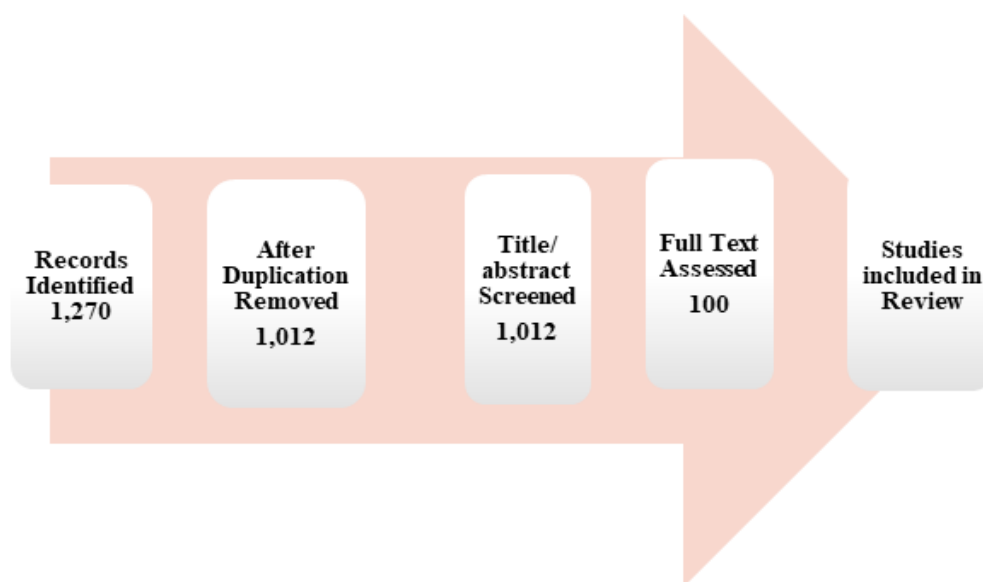 Records
Identified
1,270
After
Duplication
Removed
1,012
Title/
abstract
Screened
1,012
Full Text
Assessed
100
Studies
included in
Review